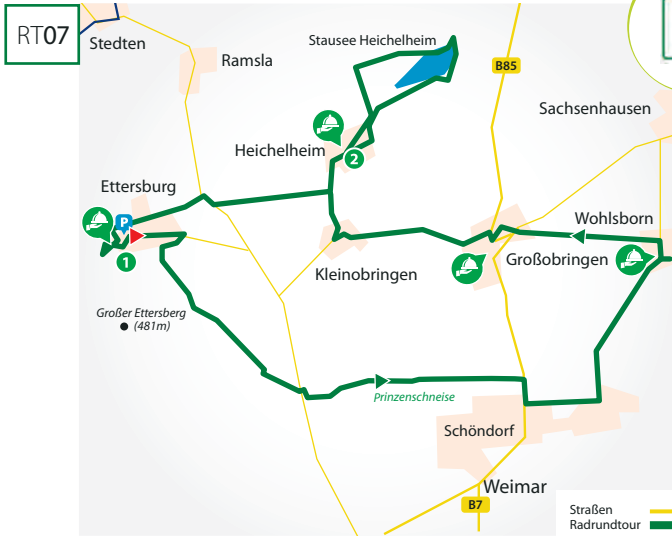 RT07
Stedten
Ramsla
Stausee Heichelheim
B85
Sachsenhausen
Heichelheim
2
Ettersburg
P
1
Wohlsborn
Großobringen
Kleinobringen
Großer Ettersberg
(481m)
Prinzenschneise
Schöndorf
Weimar
B7
Straßen
Radrundtour